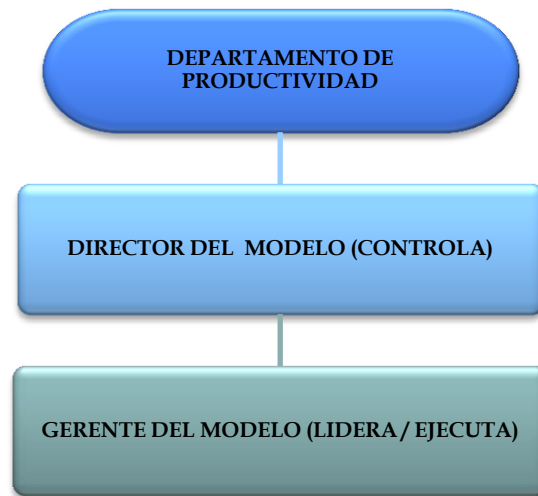 DEPARTAMENTO DE
PRODUCTIVIDAD
DIRECTOR DEL MODELO (CONTROLA)
GERENTE DEL MODELO (LIDERA / EJECUTA)